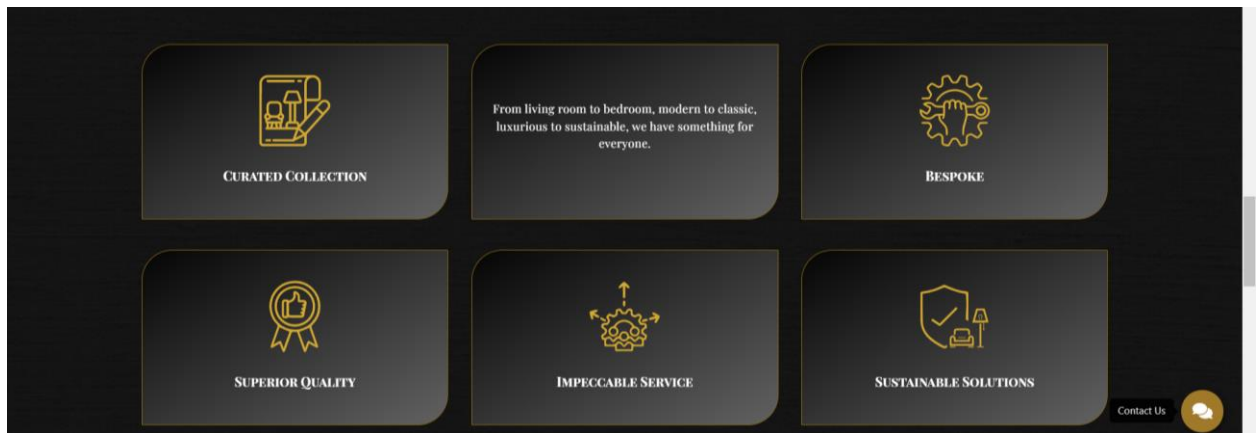 Curated Collection
From living room to bedroom, modern to classic,
luxurious to sustainable, we have something for
everyone.
Bespoke
Superior Quality
Impeccable Service
Sustainable Solutions
Contact Us